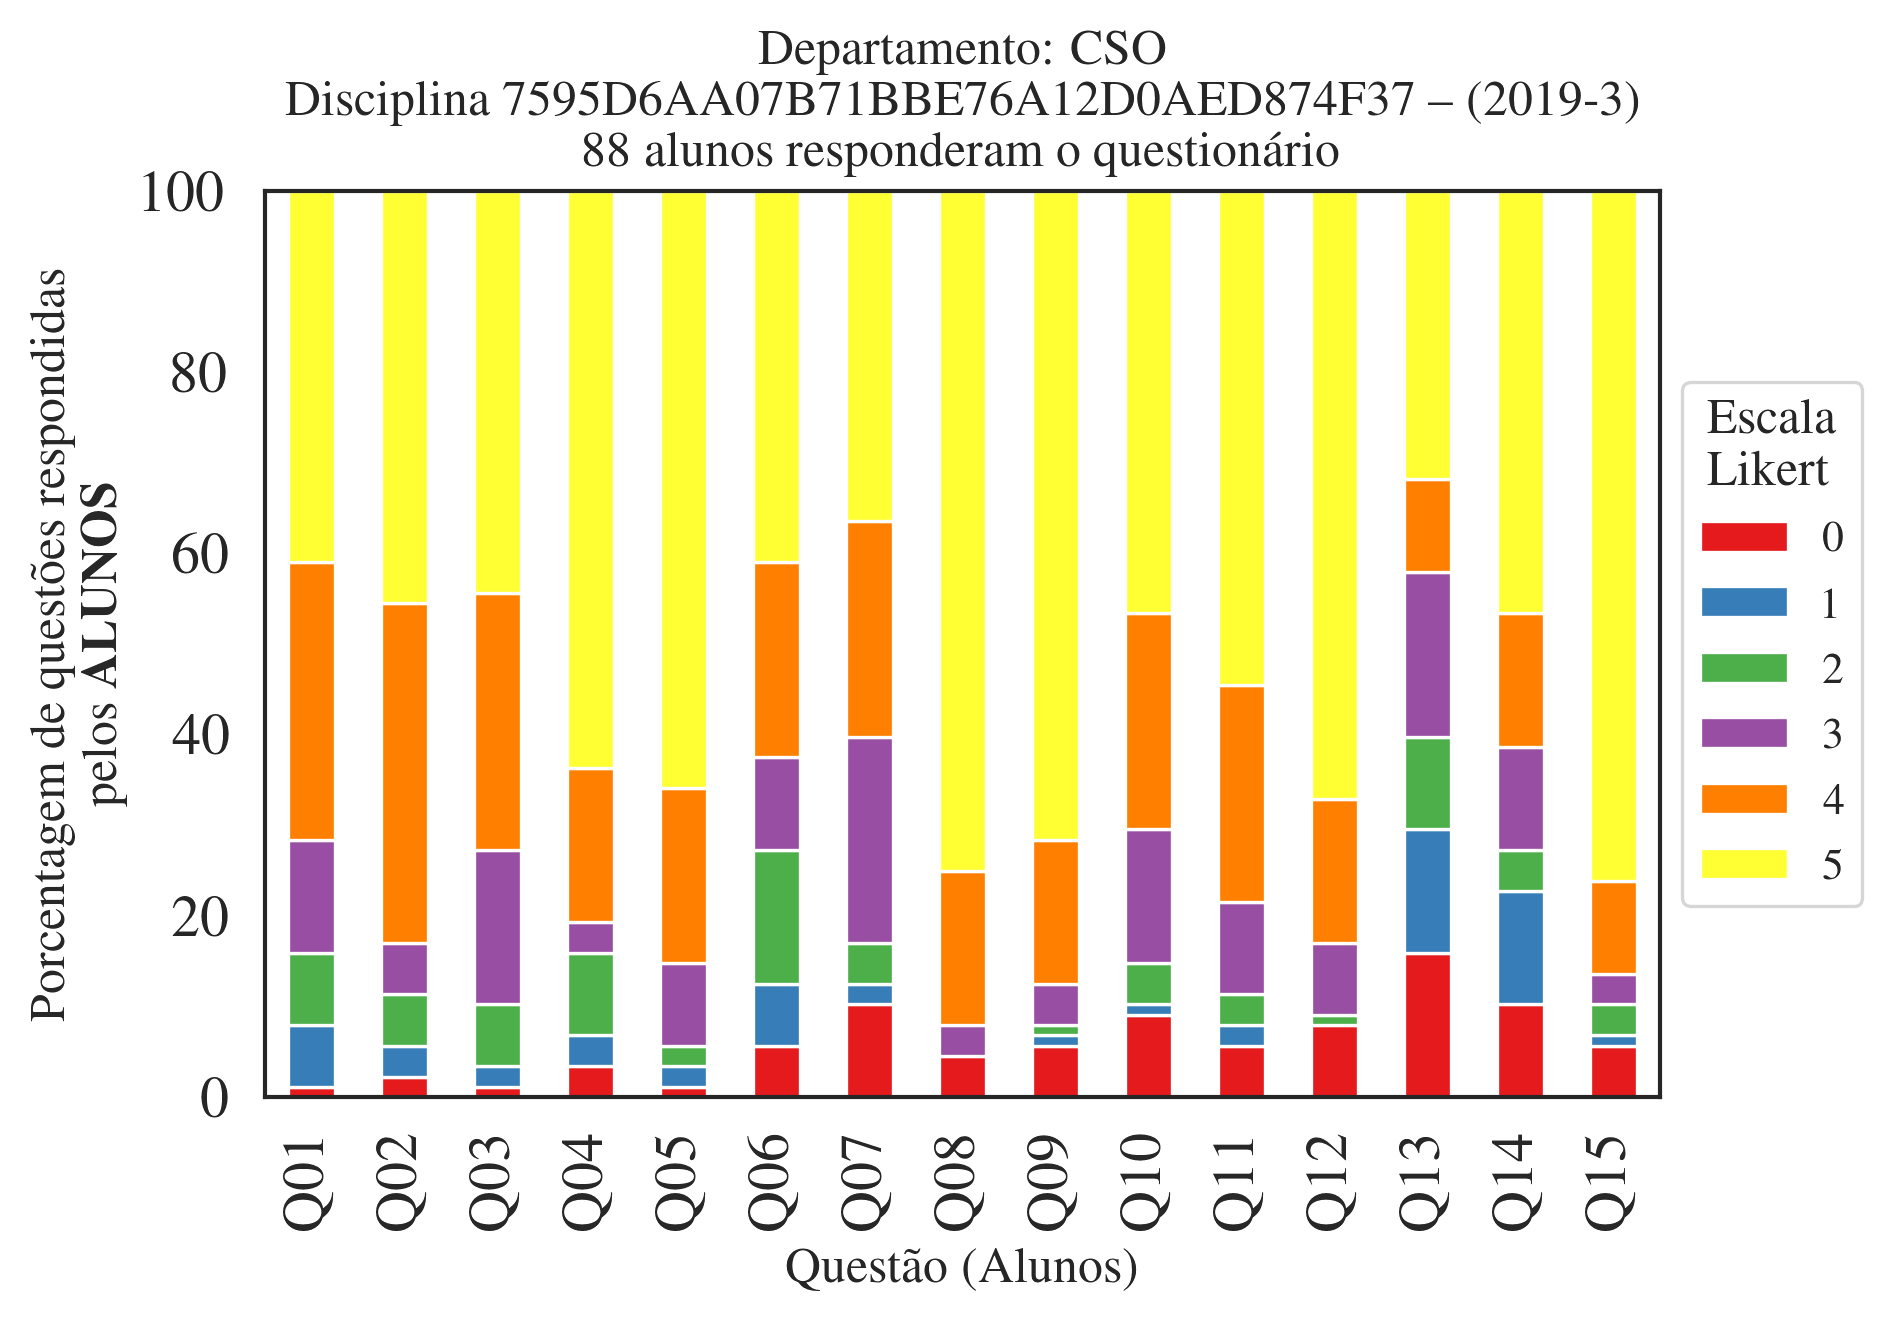 Departamento: CSO
Disciplina 7595D6AA07B71BBE76A12D0AED874F37 – (2019-3)
88 alunos responderam o questionário
100
80
60
40
20
0
Porcentagem de questões respondidas
pelos ALUNOS
Q01
Q02
Q03
Q04
Q05
Q06
Q07
Q08
Q09
Q10
Q11
Q12
Q13
Q14
Q15
Questão (Alunos)
Escala
Likert
0
1
2
3
4
5